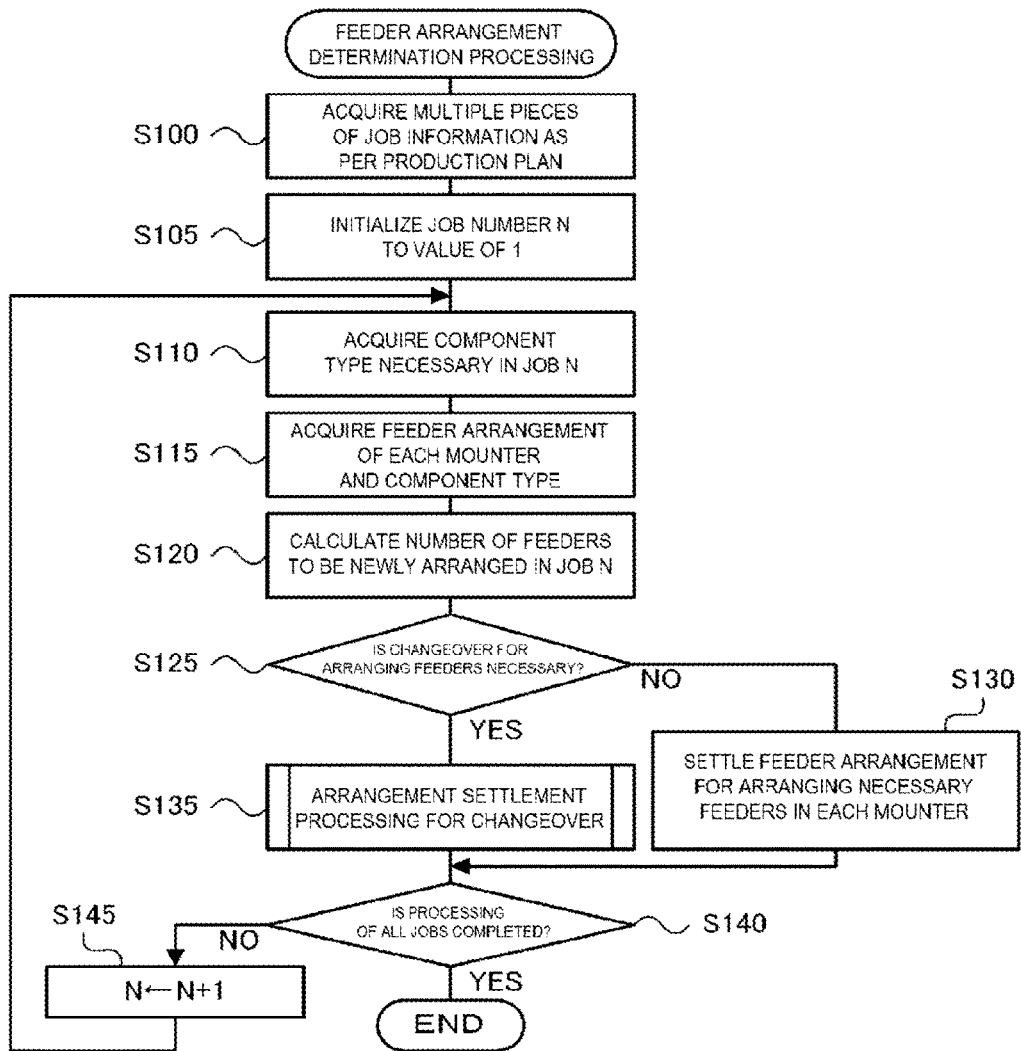 FEEDER ARRANGEMENT
DETERMINATION PROCESSING
S100
ACQUIRE MULTIPLE PIECES
OF JOB INFORMATION AS
PER PRODUCTION PLAN
S105
INITIALIZE JOB NUMBER N
TO VALUE OF 1
S110
ACQUIRE COMPONENT
TYPE NECESSARY IN JOB N
S115
ACQUIRE FEEDER ARRANGEMENT
OF EACH MOUNTER
AND COMPONENT TYPE
S120
CALCULATE NUMBER OF FEEDERS
TO BE NEWLY ARRANGED IN JOB N
S125
IS CHANGEOVER FOR
ARRANGING FEEDERS NECESSARY?
NO
YES
S130
SETTLE FEEDER ARRANGEMENT
FOR ARRANGING NECESSARY
FEEDERS IN EACH MOUNTER
S135
ARRANGEMENT SETTLEMENT
PROCESSING FOR CHANGEOVER
S140
IS PROCESSING
OF ALL JOBS COMPLETED?
NO
YES
S145
N←N+1
END